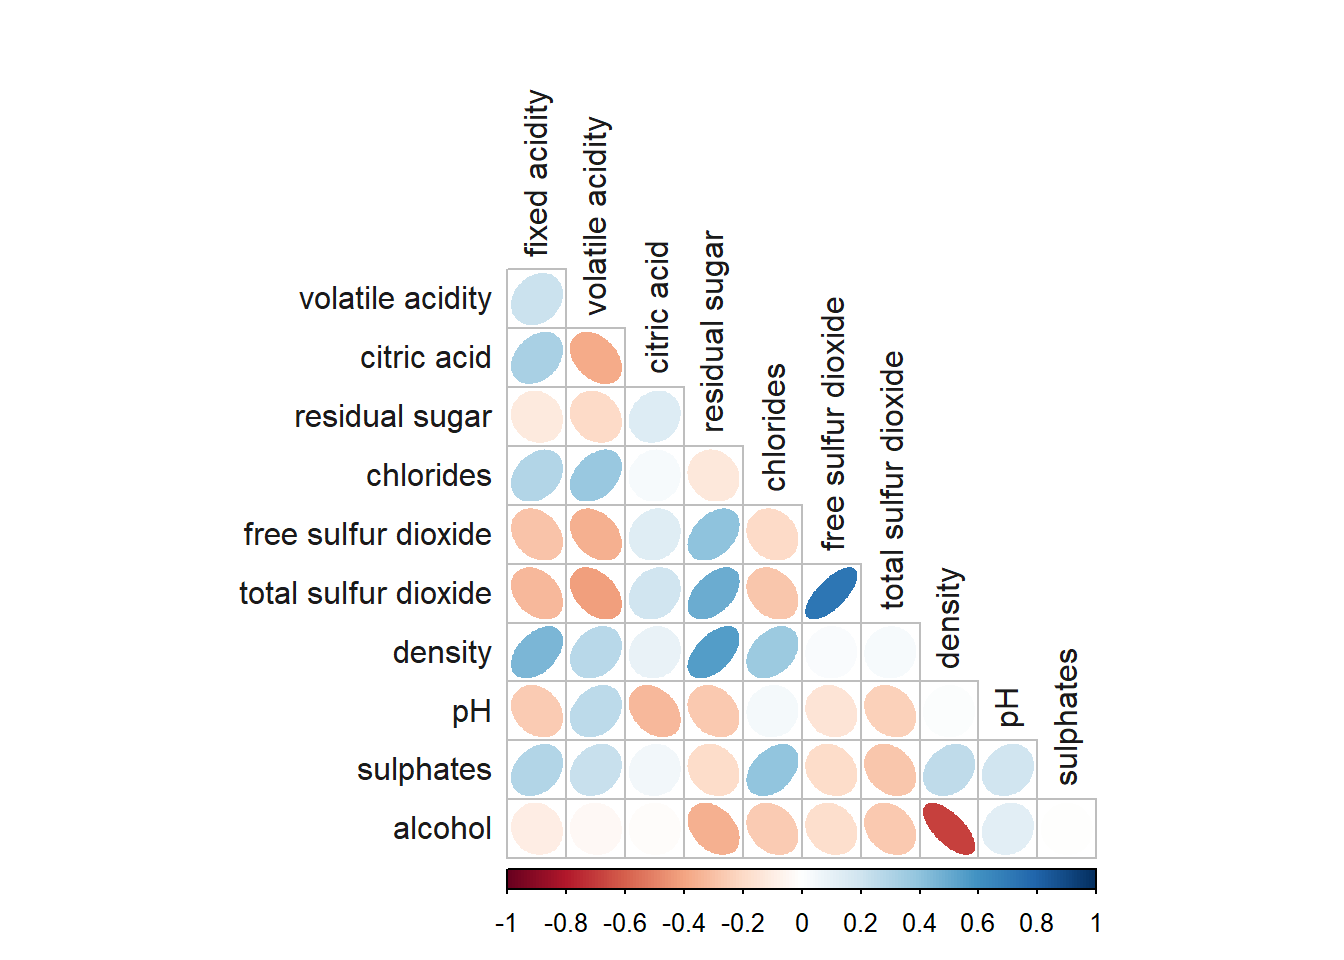 fixed acidity
volatile acidity
citric acid
residual sugar
chlorides
free sulfur dioxide
total sulfur dioxide
density
pH
sulphates
volatile acidity
citric acid
residual sugar
chlorides
free sulfur dioxide
total sulfur dioxide
density
pH
sulphates
alcohol
-1 -0.8 -0.6 -0.4 -0.2 0 0.2 0.4 0.6 0.8 1